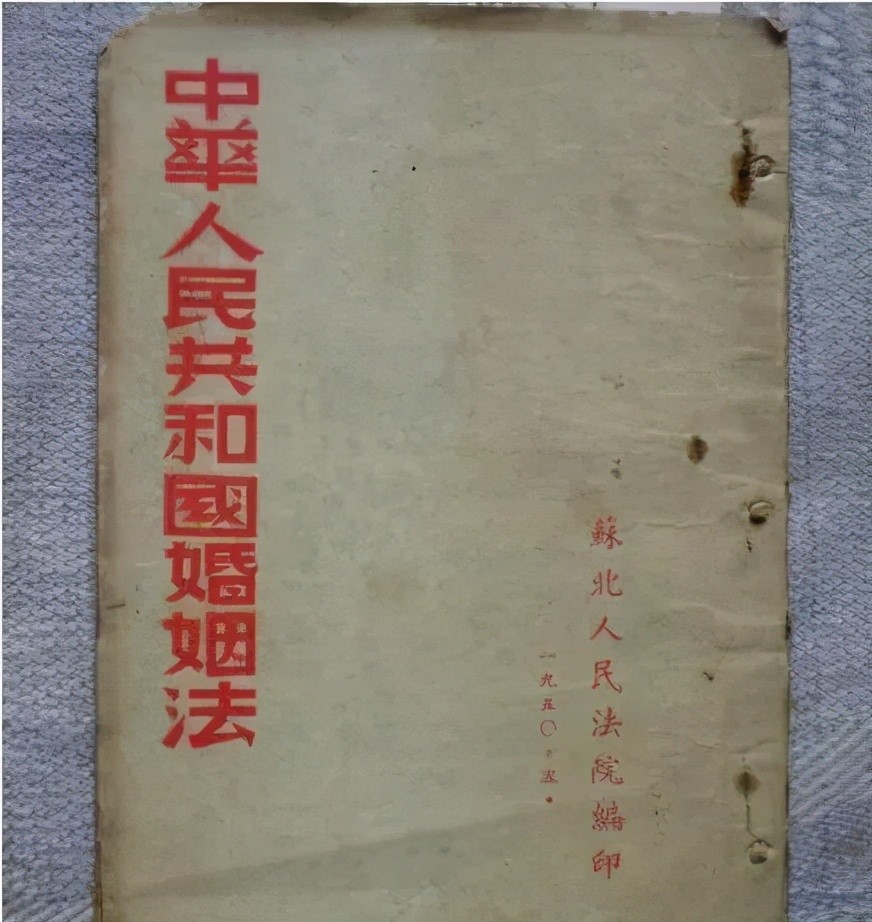 中華人民共和國婚姻法
蘇北人民法院編印
一九五〇·五·